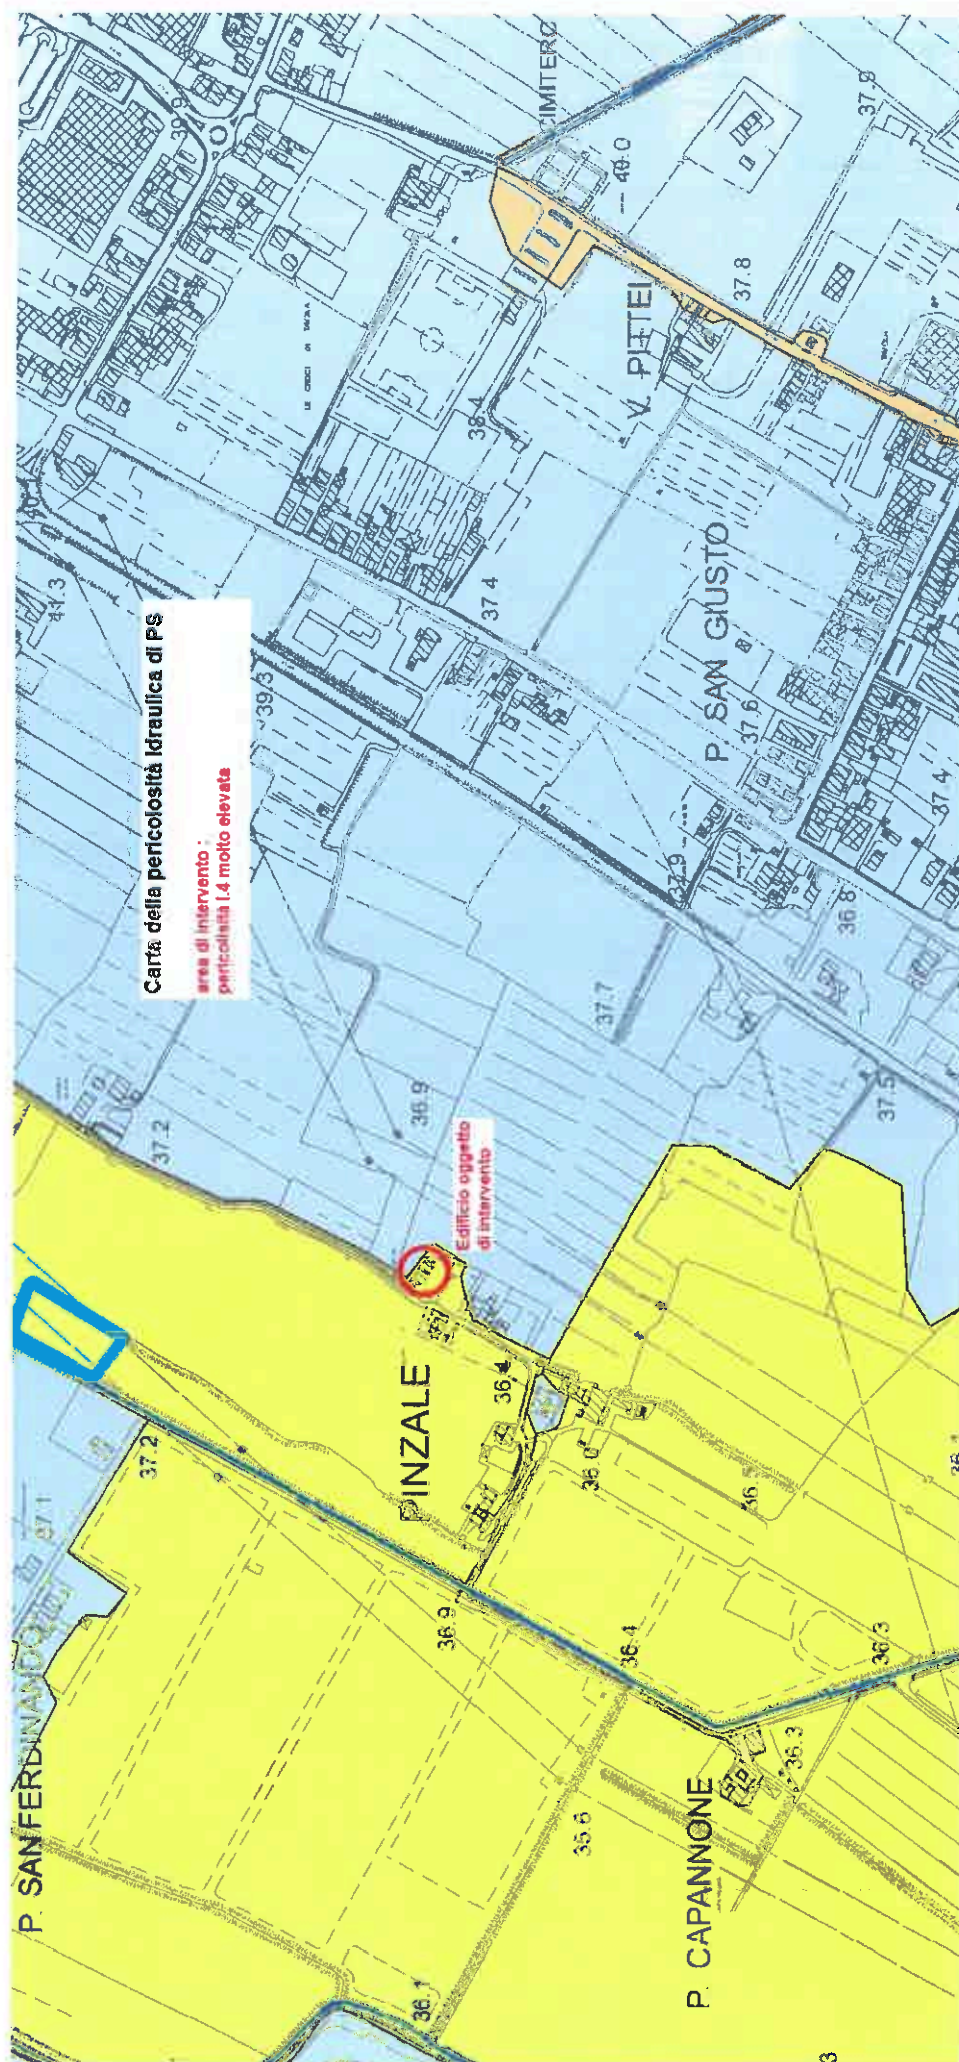 Carta della pericolosità Idraulica di PS
area di intervento :
pericolosità I.4 molto elevata
Edificio oggetto
di intervento
CIMITERO
40.0
39.9
37.9
37.8
V. PITTEI
38.4
41.3
39.3
37.4
P. SAN GIUSTO
37.6
37.4
37.9
36.8
37.7
37.5
36.9
37.2
PINZALE
36.4
36.0
37.2
37.1
P. SAN FERDINANDO
36.9
36.4
36.3
36.3
35.6
P. CAPANNONE
36.1